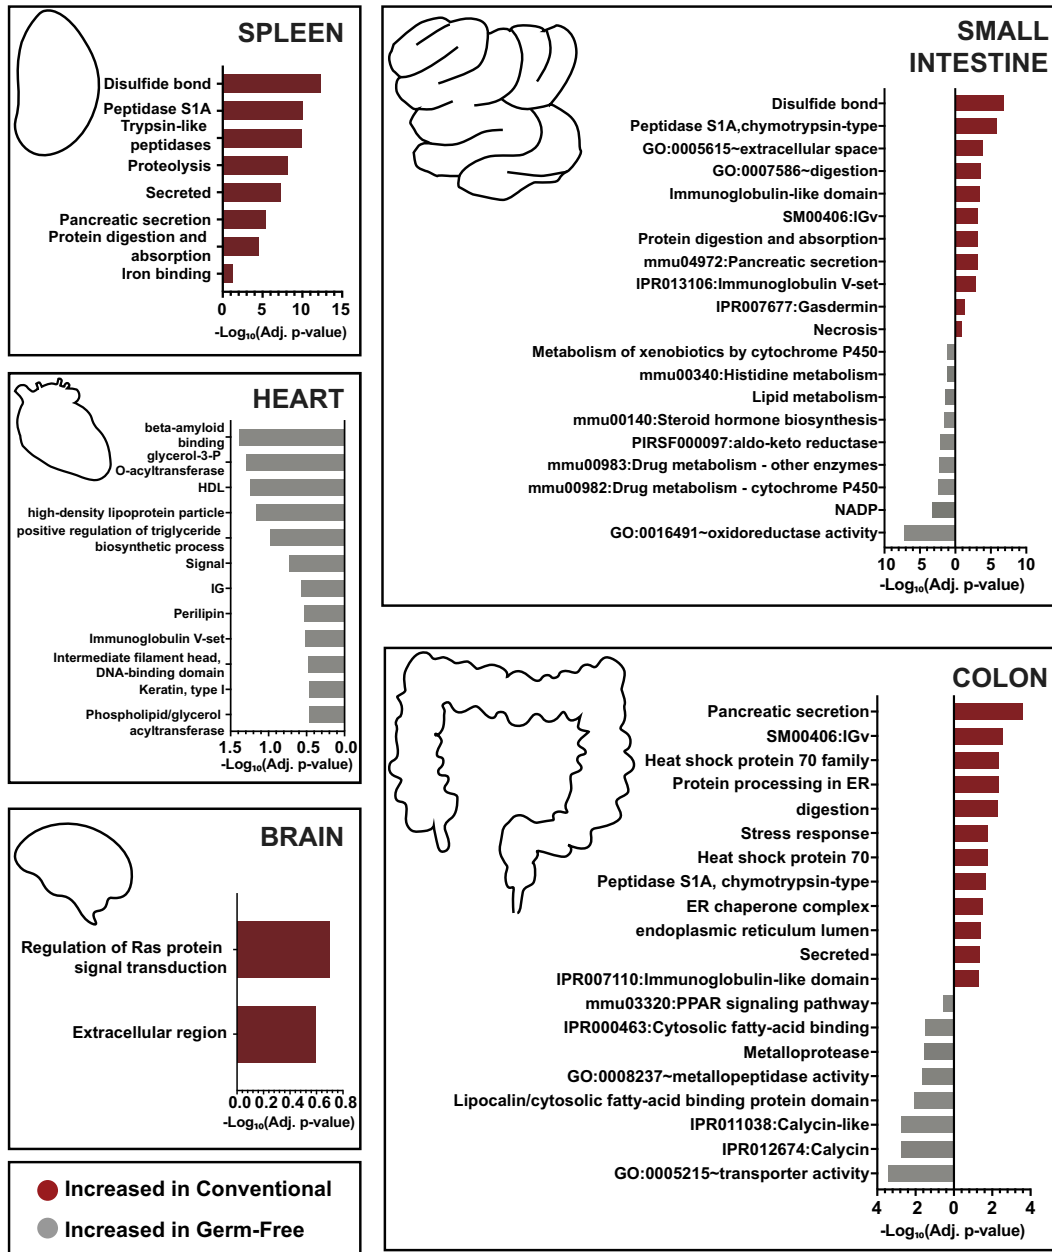 SPLEEN
Disulfide bond
Peptidase S1A
Trypsin-like
peptidases
Proteolysis
Secreted
Pancreatic secretion
Protein digestion and
absorption
Iron binding
0 5 10 15
-Log₁₀(Adj. p-value)
HEART
beta-amyloid
binding
glycerol-3-P
O-acyltransferase
HDL
high-density lipoprotein particle
positive regulation of triglyceride
biosynthetic process
Signal
IG
Perilipin
Immunoglobulin V-set
Intermediate filament head,
DNA-binding domain
Keratin, type I
Phospholipid/glycerol
acyltransferase
1.5 1.0 0.5 0.0
-Log₁₀(Adj. p-value)
BRAIN
Regulation of Ras protein
signal transduction
Extracellular region
0.0 0.2 0.4 0.6 0.8
-Log₁₀(Adj. p-value)
Increased in Conventional
Increased in Germ-Free
SMALL
INTESTINE
Disulfide bond
Peptidase S1A,chymotrypsin-type
GO:0005615~extracellular space
GO:0007586~digestion
Immunoglobulin-like domain
SM00406:IGv
Protein digestion and absorption
mmu04972:Pancreatic secretion
IPR013106:Immunoglobulin V-set
IPR007677:Gasdermin
Necrosis
Metabolism of xenobiotics by cytochrome P450
mmu00340:Histidine metabolism
Lipid metabolism
mmu00140:Steroid hormone biosynthesis
PIRSF000097:aldo-keto reductase
mmu00983:Drug metabolism - other enzymes
mmu00982:Drug metabolism - cytochrome P450
NADP
GO:0016491~oxidoreductase activity
10 5 0 5 10
-Log₁₀(Adj. p-value)
COLON
Pancreatic secretion
SM00406:IGv
Heat shock protein 70 family
Protein processing in ER
digestion
Stress response
Heat shock protein 70
Peptidase S1A, chymotrypsin-type
ER chaperone complex
endoplasmic reticulum lumen
Secreted
IPR007110:Immunoglobulin-like domain
mmu03320:PPAR signaling pathway
IPR000463:Cytosolic fatty-acid binding
Metalloprotease
GO:0008237~metallopeptidase activity
Lipocalin/cytosolic fatty-acid binding protein domain
IPR011038:Calycin-like
IPR012674:Calycin
GO:0005215~transporter activity
4 2 0 2 4
-Log₁₀(Adj. p-value)